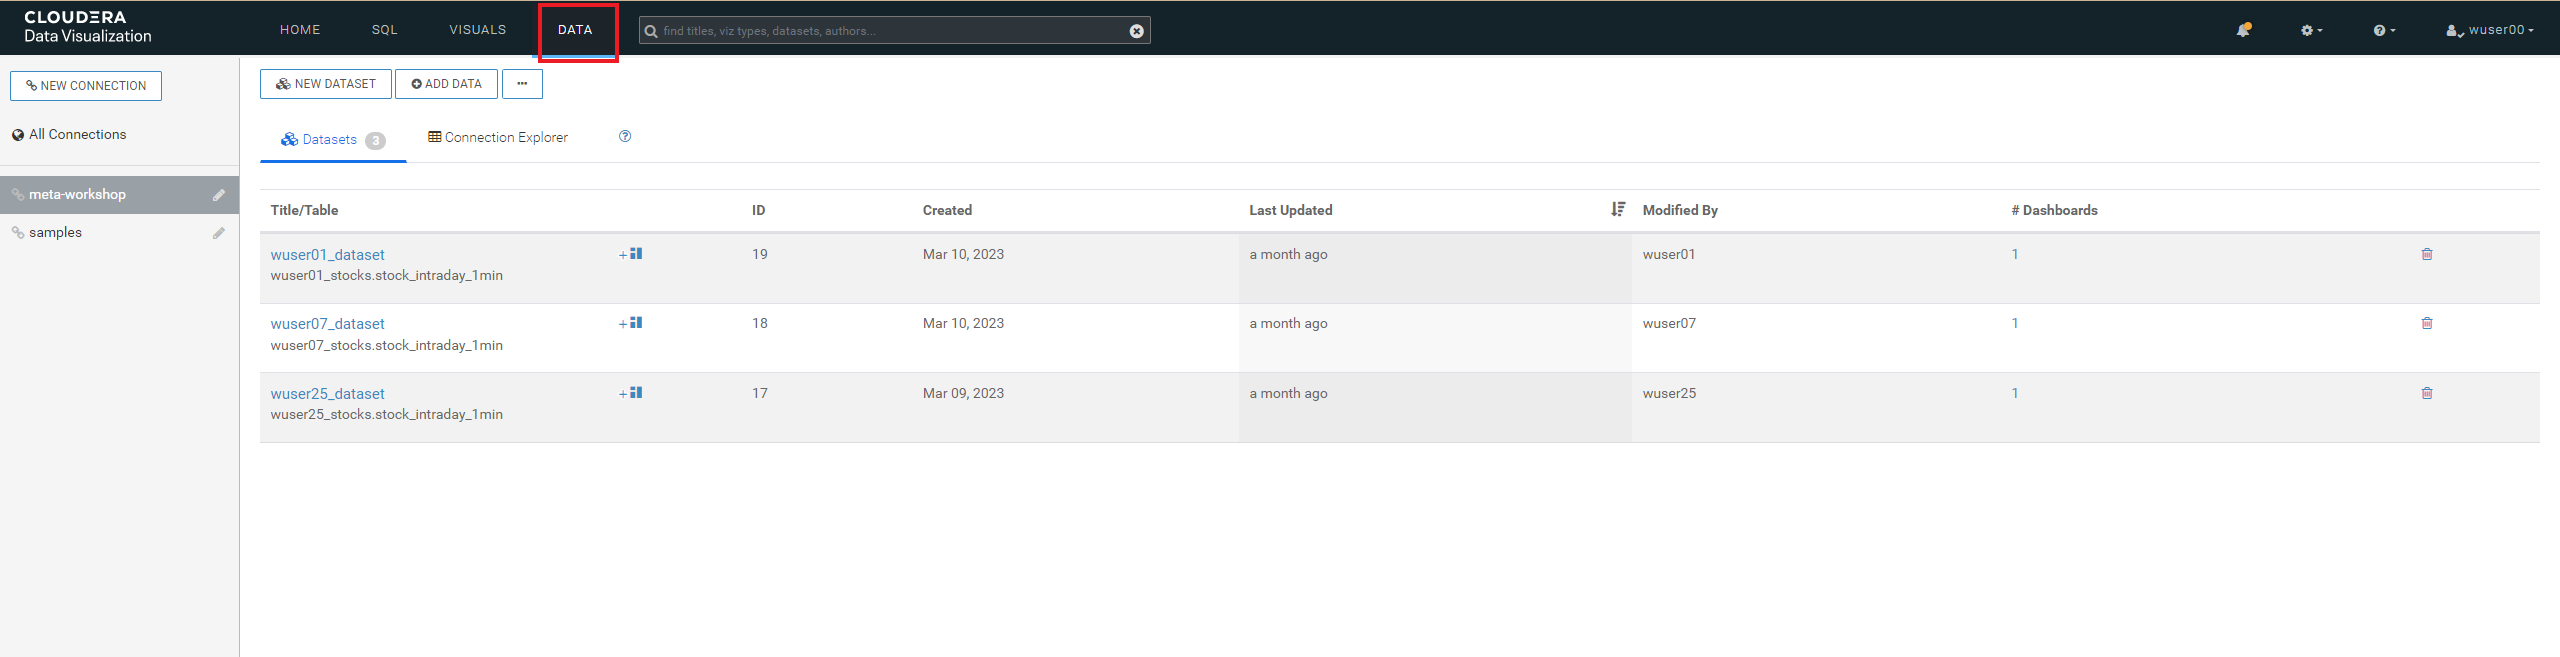 CLOUDERA
Data Visualization
HOME SQL VISUALS DATA find titles, viz types, datasets, authors... wuser00
NEW CONNECTION
All Connections
meta-workshop
samples
NEW DATASET ADD DATA ...
Datasets 3 Connection Explorer ?
Title/Table ID Created Last Updated Modified By # Dashboards
wuser01_dataset + 19 Mar 10, 2023 a month ago wuser01 1
wuser01_stocks.stock_intraday_1min
wuser07_dataset + 18 Mar 10, 2023 a month ago wuser07 1
wuser07_stocks.stock_intraday_1min
wuser25_dataset + 17 Mar 09, 2023 a month ago wuser25 1
wuser25_stocks.stock_intraday_1min